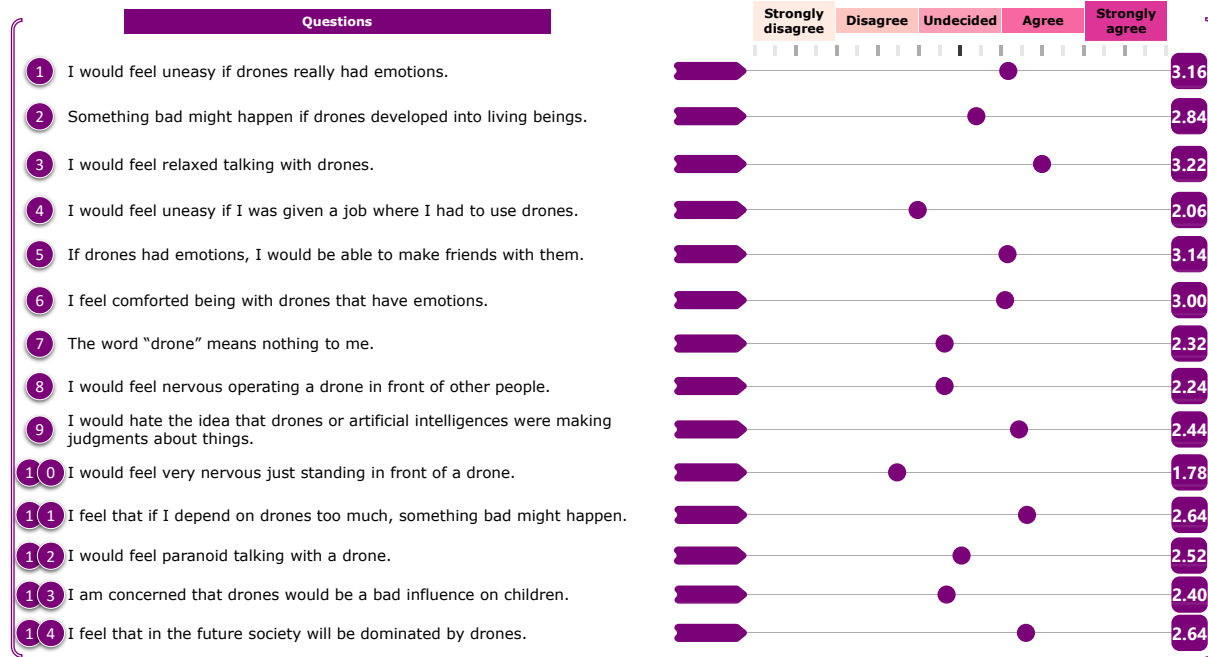 Questions
Strongly disagree
Disagree
Undecided
Agree
Strongly agree
1 I would feel uneasy if drones really had emotions. 3.16
2 Something bad might happen if drones developed into living beings. 2.84
3 I would feel relaxed talking with drones. 3.22
4 I would feel uneasy if I was given a job where I had to use drones. 2.06
5 If drones had emotions, I would be able to make friends with them. 3.14
6 I feel comforted being with drones that have emotions. 3.00
7 The word “drone” means nothing to me. 2.32
8 I would feel nervous operating a drone in front of other people. 2.24
9 I would hate the idea that drones or artificial intelligences were making
judgments about things. 2.44
10 I would feel very nervous just standing in front of a drone. 1.78
11 I feel that if I depend on drones too much, something bad might happen. 2.64
12 I would feel paranoid talking with a drone. 2.52
13 I am concerned that drones would be a bad influence on children. 2.40
14 I feel that in the future society will be dominated by drones. 2.64